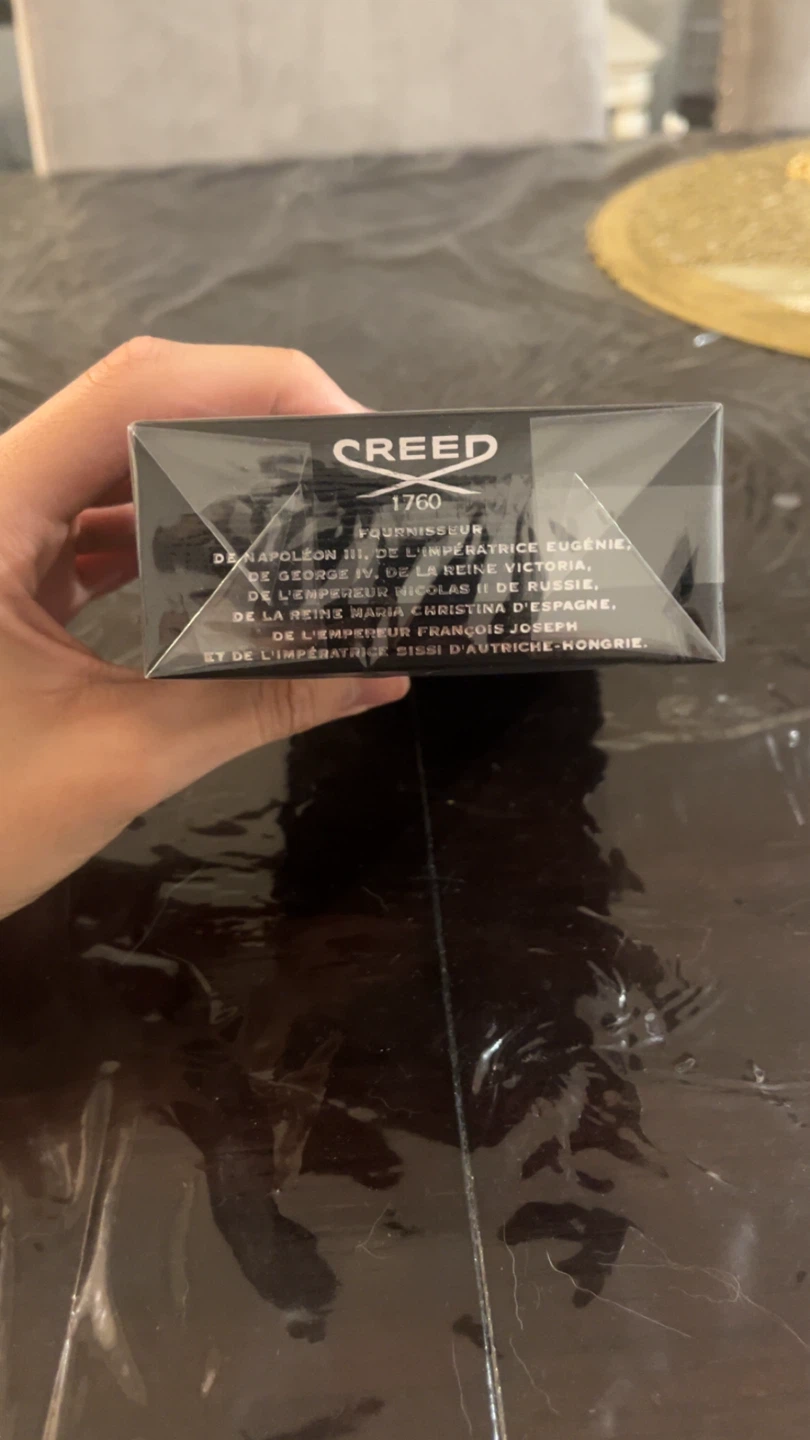 CREED
1760
FOURNISSEUR
DE NAPOLÉON III, DE L'IMPÉRATRICE EUGÉNIE,
DE GEORGE IV, DE LA REINE VICTORIA,
DE L'EMPEREUR NICOLAS II DE RUSSIE,
DE LA REINE MARIA CHRISTINA D'ESPAGNE,
DE L'EMPEREUR FRANÇOIS JOSEPH
ET DE L'IMPÉRATRICE SISSI D'AUTRICHE-HONGRIE.